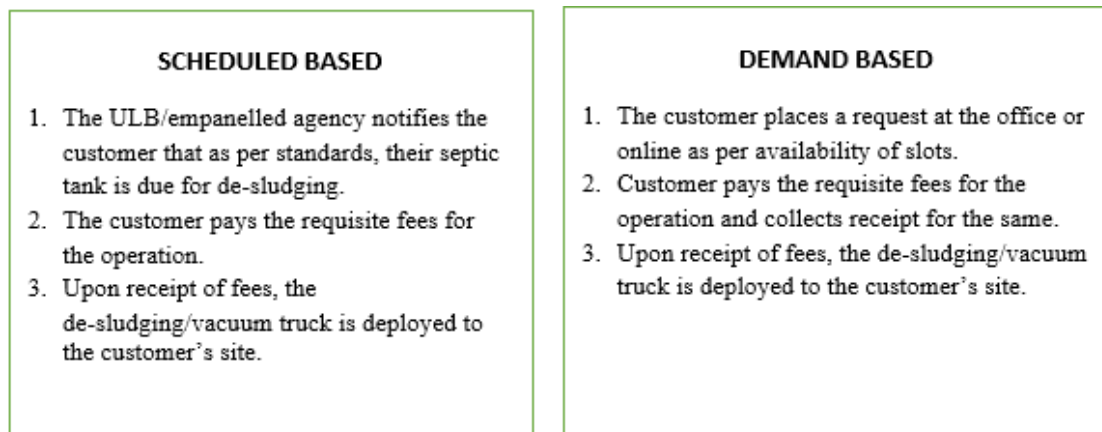 SCHEDULED BASED
1. The ULB/empanelled agency notifies the
customer that as per standards, their septic
tank is due for de-sludging.
2. The customer pays the requisite fees for
the operation.
3. Upon receipt of fees, the
de-sludging/vacuum truck is deployed to
the customer's site.
DEMAND BASED
1. The customer places a request at the office or
online as per availability of slots.
2. Customer pays the requisite fees for the
operation and collects receipt for the same.
3. Upon receipt of fees, the de-sludging/vacuum
truck is deployed to the customer's site.